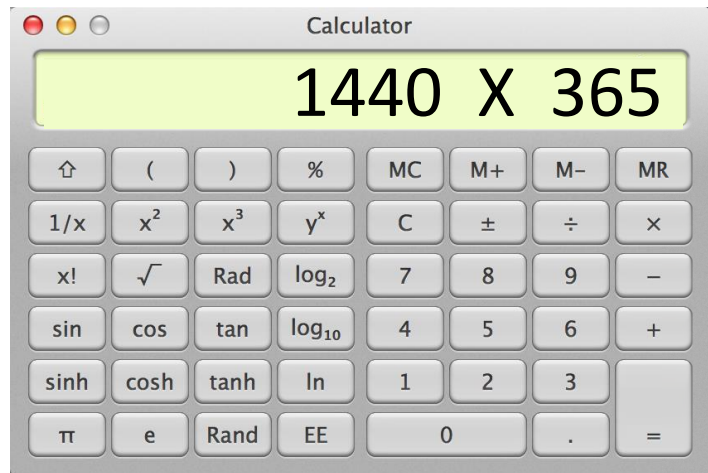 Calculator
1440 X 365
⇧ ( ) % MC M+ M− MR
1/x x² x³ yˣ C ± ÷ ×
x! √ Rad log₂ 7 8 9 −
sin cos tan log₁₀ 4 5 6 +
sinh cosh tanh ln 1 2 3
π e Rand EE 0 . =